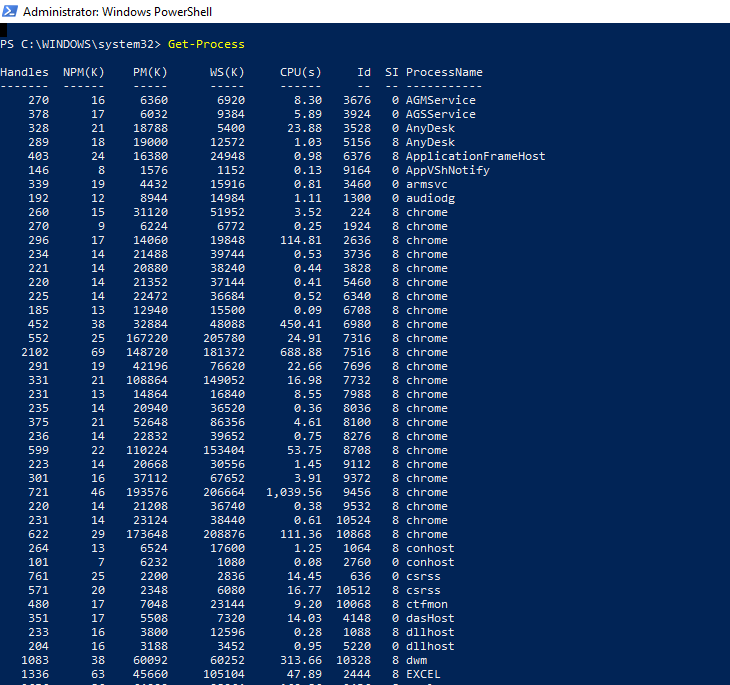 Administrator: Windows PowerShell
PS C:\WINDOWS\system32> Get-Process
Handles NPM(K) PM(K) WS(K) CPU(s) Id SI ProcessName
------- ------ ----- ----- ------ -- -- -----------
270 16 6360 6920 8.30 3676 0 AGMService
378 17 6032 9384 5.89 3924 0 AGSService
328 21 18788 5400 23.88 3528 0 AnyDesk
289 18 19000 12572 1.03 5156 8 AnyDesk
403 24 16380 24948 0.98 6376 8 ApplicationFrameHost
146 8 1576 1152 0.13 9164 0 AppVShNotify
339 19 4432 15916 0.81 3460 0 armsvc
192 12 8944 14984 1.11 1300 0 audiodg
260 15 31120 51952 3.52 224 8 chrome
270 9 6224 6772 0.25 1924 8 chrome
296 17 14060 19848 114.81 2636 8 chrome
234 14 21488 39744 0.53 3736 8 chrome
221 14 20880 38240 0.44 3828 8 chrome
220 14 21352 37144 0.41 5460 8 chrome
225 14 22472 36684 0.52 6340 8 chrome
185 13 12940 15500 0.09 6708 8 chrome
452 38 32884 48088 450.41 6980 8 chrome
552 25 167220 205780 24.91 7316 8 chrome
2102 69 148720 181372 688.88 7516 8 chrome
291 19 42196 76620 22.66 7696 8 chrome
331 21 108864 149052 16.98 7732 8 chrome
231 13 14864 16840 8.55 7988 8 chrome
235 14 20940 36520 0.36 8036 8 chrome
375 21 52648 86356 4.61 8100 8 chrome
236 14 22832 39652 0.75 8276 8 chrome
599 22 110224 153404 53.75 8708 8 chrome
223 14 20668 30556 1.45 9112 8 chrome
301 16 37112 67652 3.91 9372 8 chrome
721 46 193576 206664 1,039.56 9456 8 chrome
220 14 21208 36740 0.38 9532 8 chrome
231 14 23124 38440 0.61 10524 8 chrome
622 29 173648 208876 111.36 10868 8 chrome
264 13 6524 17600 1.25 1064 8 conhost
101 7 6232 1080 0.08 2760 0 conhost
761 25 2200 2836 14.45 636 0 csrss
571 20 2348 6080 16.77 10512 8 csrss
480 17 7048 23144 9.20 10068 8 ctfmon
351 17 5508 7320 14.03 4148 0 dasHost
233 16 3800 12596 0.28 1088 8 dllhost
204 16 3188 3452 0.95 5220 0 dllhost
1083 38 60092 60252 313.66 10328 8 dwm
1336 63 45660 105104 47.89 2444 8 EXCEL